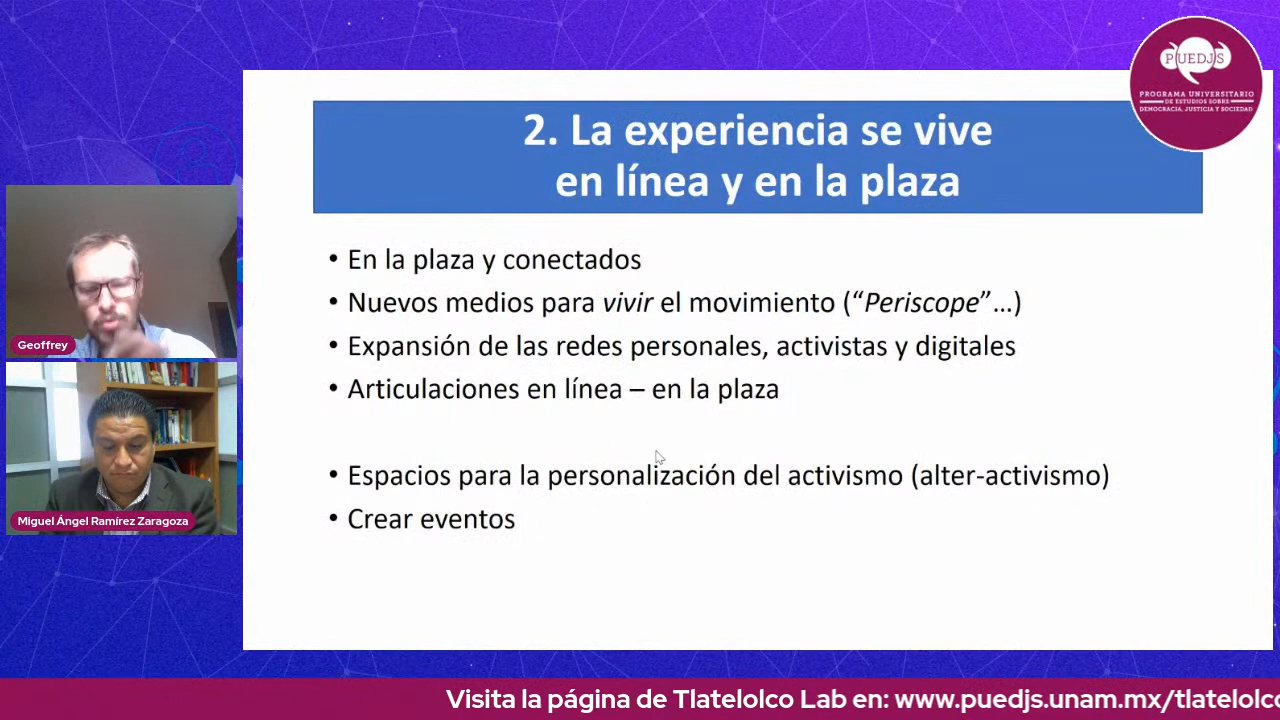 PUEDJS
PROGRAMA UNIVERSITARIO
DE ESTUDIOS SOBRE
DEMOCRACIA, JUSTICIA Y SOCIEDAD
2. La experiencia se vive
en línea y en la plaza
• En la plaza y conectados
• Nuevos medios para vivir el movimiento (“Periscope”...)
• Expansión de las redes personales, activistas y digitales
• Articulaciones en línea – en la plaza
• Espacios para la personalización del activismo (alter-activismo)
• Crear eventos
Geoffrey
Miguel Ángel Ramírez Zaragoza
Visita la página de Tlatelolco Lab en: www.puedjs.unam.mx/tlatelolco